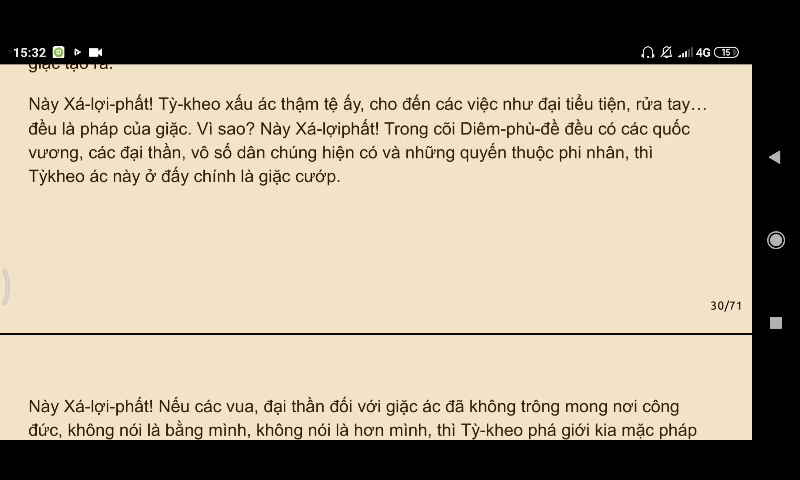 15:32
4G 15
giặc tạo ra.
Này Xá-lợi-phất! Tỳ-kheo xấu ác thậm tệ ấy, cho đến các việc như đại tiểu tiện, rửa tay...
đều là pháp của giặc. Vì sao? Này Xá-lợiphất! Trong cõi Diêm-phù-đề đều có các quốc
vương, các đại thần, vô số dân chúng hiện có và những quyến thuộc phi nhân, thì
Tỳkheo ác này ở đấy chính là giặc cướp.
30/71
Này Xá-lợi-phất! Nếu các vua, đại thần đối với giặc ác đã không trông mong nơi công
đức, không nói là bằng mình, không nói là hơn mình, thì Tỳ-kheo phá giới kia mặc pháp